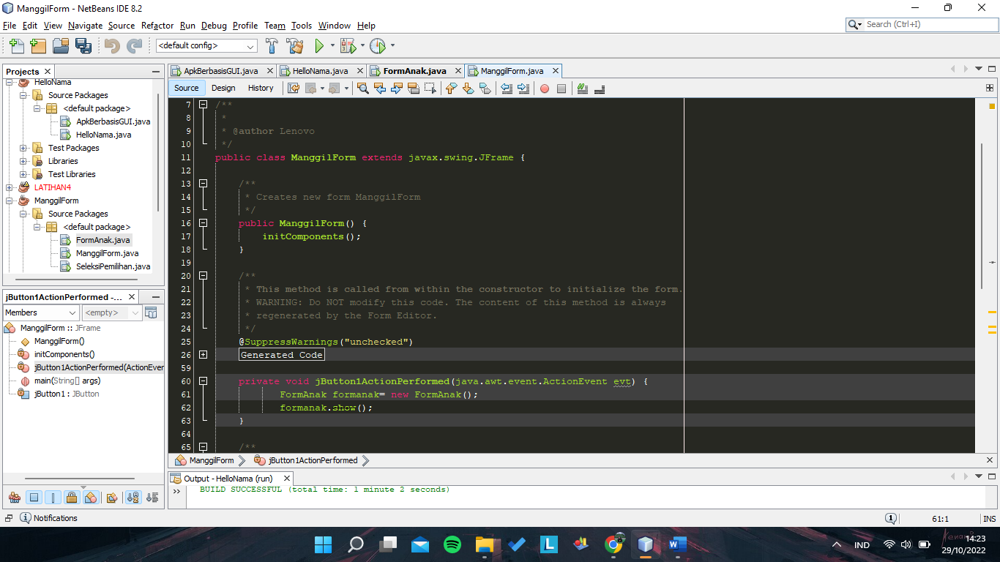 ManggilForm - NetBeans IDE 8.2
File Edit View Navigate Source Refactor Run Debug Profile Team Tools Window Help
Search (Ctrl+I)
<default config>
Projects
HelloNama
Source Packages
<default package>
ApkBerbasisGUI.java
HelloNama.java
Test Packages
Libraries
Test Libraries
LATIHAN4
ManggilForm
Source Packages
<default package>
FormAnak.java
ManggilForm.java
SeleksiPemilihan.java
jButton1ActionPerformed -...
Members
<empty>
ManggilForm :: JFrame
ManggilForm()
initComponents()
jButton1ActionPerformed(ActionEver
main(String[] args)
jButton1 : JButton
ApkBerbasisGUI.java HelloNama.java FormAnak.java ManggilForm.java
Source Design History
7 /**
8 *
9 * @author Lenovo
10 */
11 public class ManggilForm extends javax.swing.JFrame {
12
13 /**
14 * Creates new form ManggilForm
15 */
16 public ManggilForm() {
17 initComponents();
18 }
19
20 /**
21 * This method is called from within the constructor to initialize the form.
22 * WARNING: Do NOT modify this code. The content of this method is always
23 * regenerated by the Form Editor.
24 */
25 @SuppressWarnings("unchecked")
26 Generated Code
59
60 private void jButton1ActionPerformed(java.awt.event.ActionEvent evt) {
61 FormAnak formanak= new FormAnak();
62 formanak.show();
63 }
64
65 /**
ManggilForm jButton1ActionPerformed
Output - HelloNama (run)
BUILD SUCCESSFUL (total time: 1 minute 2 seconds)
Notifications
1
61:1
INS
IND
14:23
29/10/2022